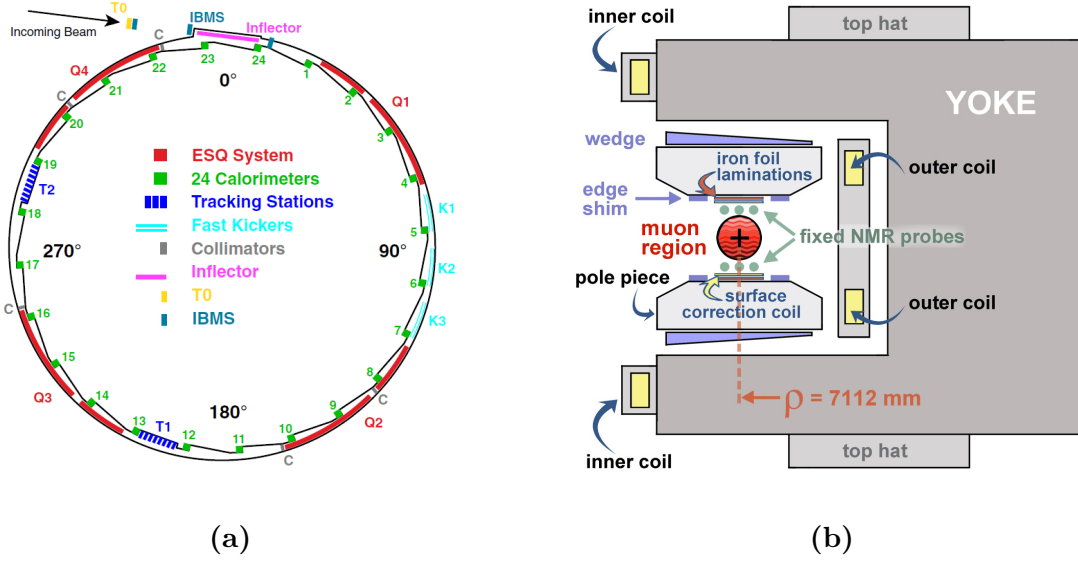 T0
IBMS
Inflector
Incoming Beam
C
23
24
22
1
Q4
0°
21
2
Q1
C
20
3
ESQ System
24 Calorimeters
Tracking Stations
Fast Kickers
Collimators
Inflector
T0
IBMS
19
T2
18
4
K1
5
270°
90°
17
K2
6
C
16
K3
7
15
8
Q3
14
C
180°
9
Q2
13
T1
12
11
10
C
(a)
inner coil
top hat
YOKE
wedge
iron foil
laminations
outer coil
edge
shim
muon
region
+
fixed NMR probes
pole piece
surface
correction coil
outer coil
ρ = 7112 mm
inner coil
top hat
(b)